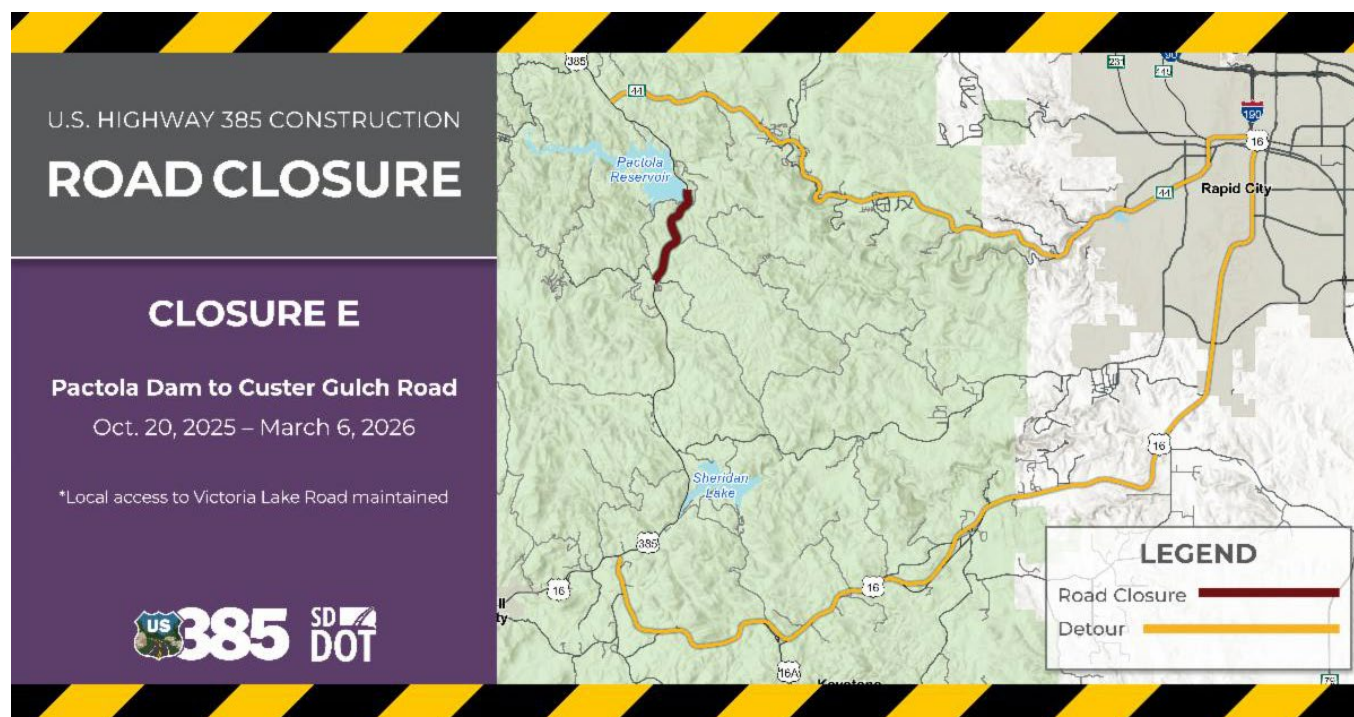 U.S. HIGHWAY 385 CONSTRUCTION
ROAD CLOSURE
CLOSURE E
Pactola Dam to Custer Gulch Road
Oct. 20, 2025 – March 6, 2026
*Local access to Victoria Lake Road maintained
US 385
SD DOT
385
44
Pactola
Reservoir
231
190
16
Rapid City
44
16
Sheridan
Lake
385
16
16
16A
LEGEND
Road Closure
Detour
79